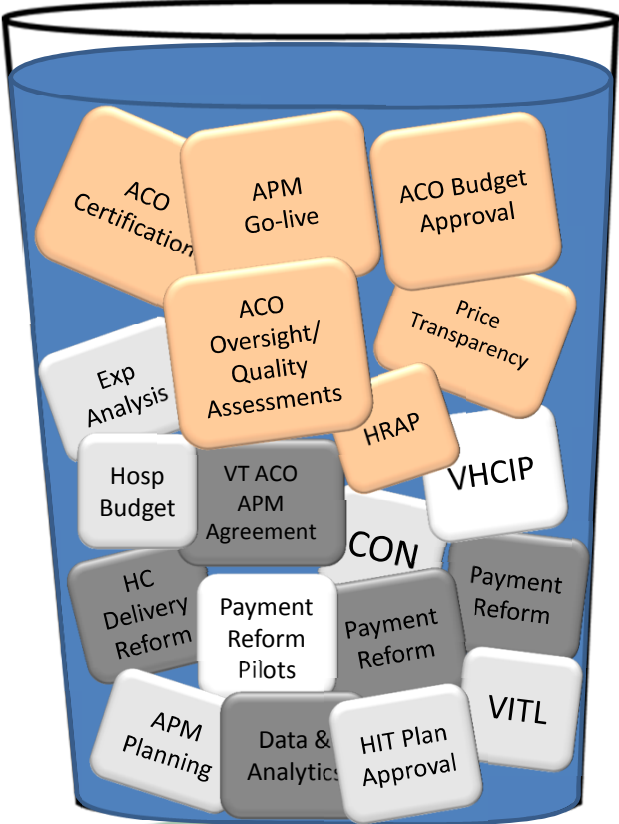 ACO
Certification
APM
Go-live
ACO Budget
Approval
ACO
Oversight/
Quality
Assessments
Price
Transparency
Exp
Analysis
HRAP
Hosp
Budget
VT ACO
APM
Agreement
VHCIP
CON
HC
Delivery
Reform
Payment
Reform
Pilots
Payment
Reform
Payment
Reform
APM
Planning
Data &
Analytics
HIT Plan
Approval
VITL